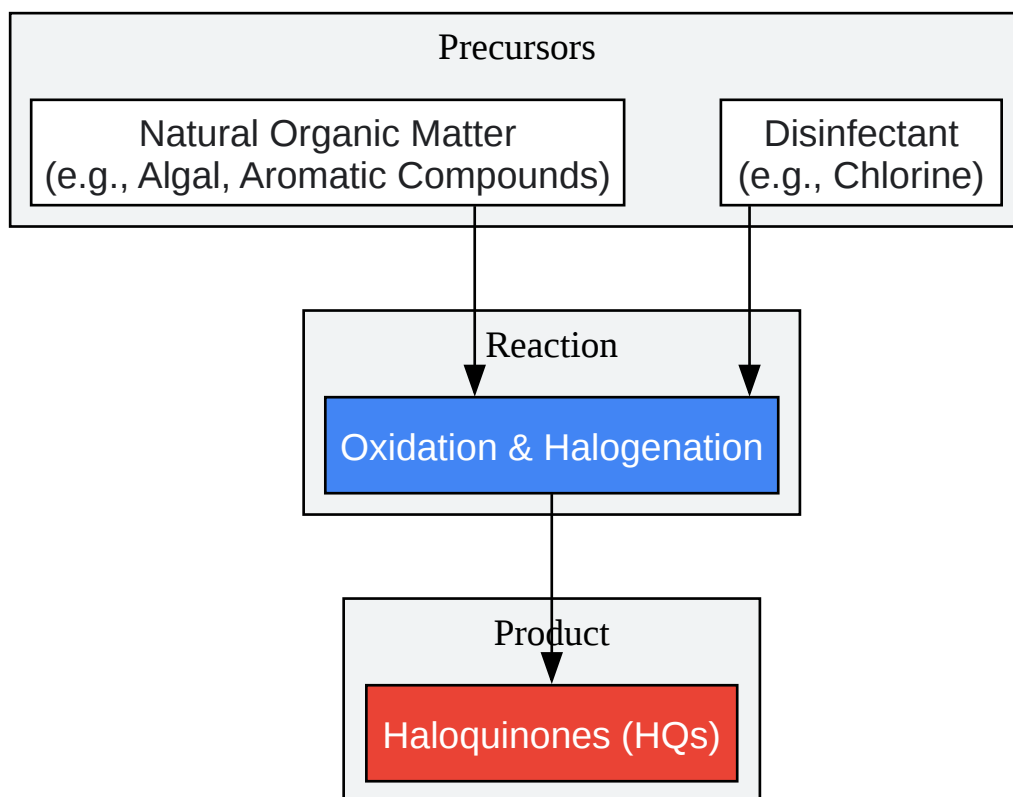 Precursors
Natural Organic Matter
(e.g., Algal, Aromatic Compounds)
Disinfectant
(e.g., Chlorine)
Reaction
Oxidation & Halogenation
Product
Haloquinones (HQs)